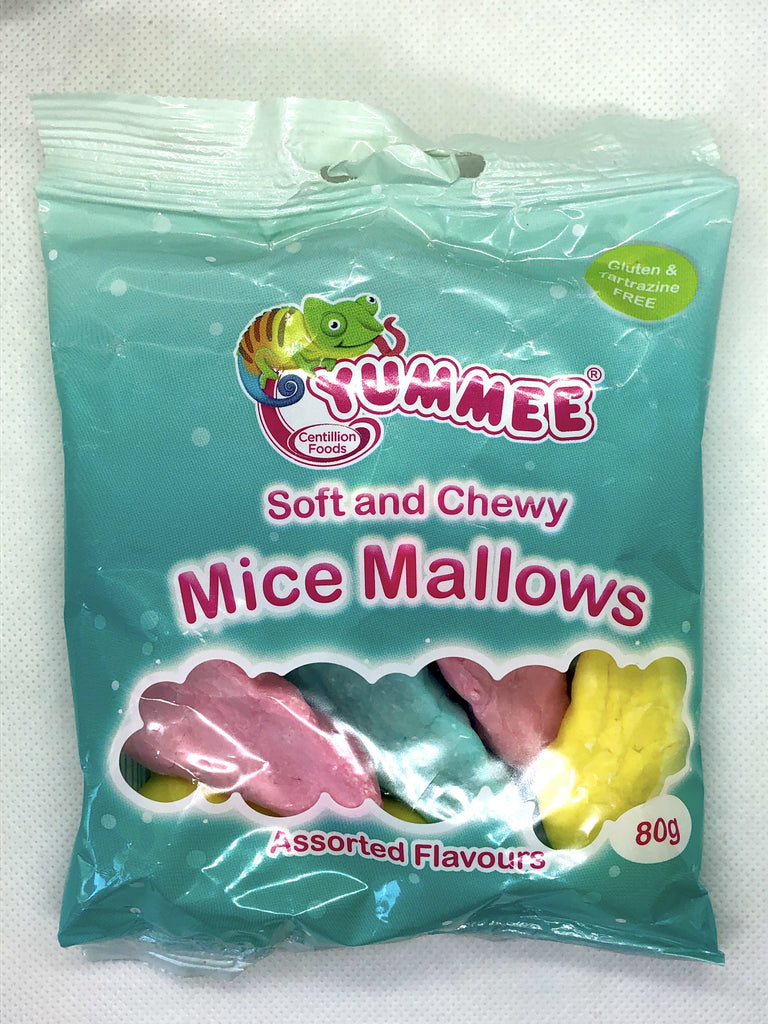 Gluten &
Tartrazine
FREE
YUMMEE®
Centillion
Foods
Soft and Chewy
Mice Mallows
Assorted Flavours
80g